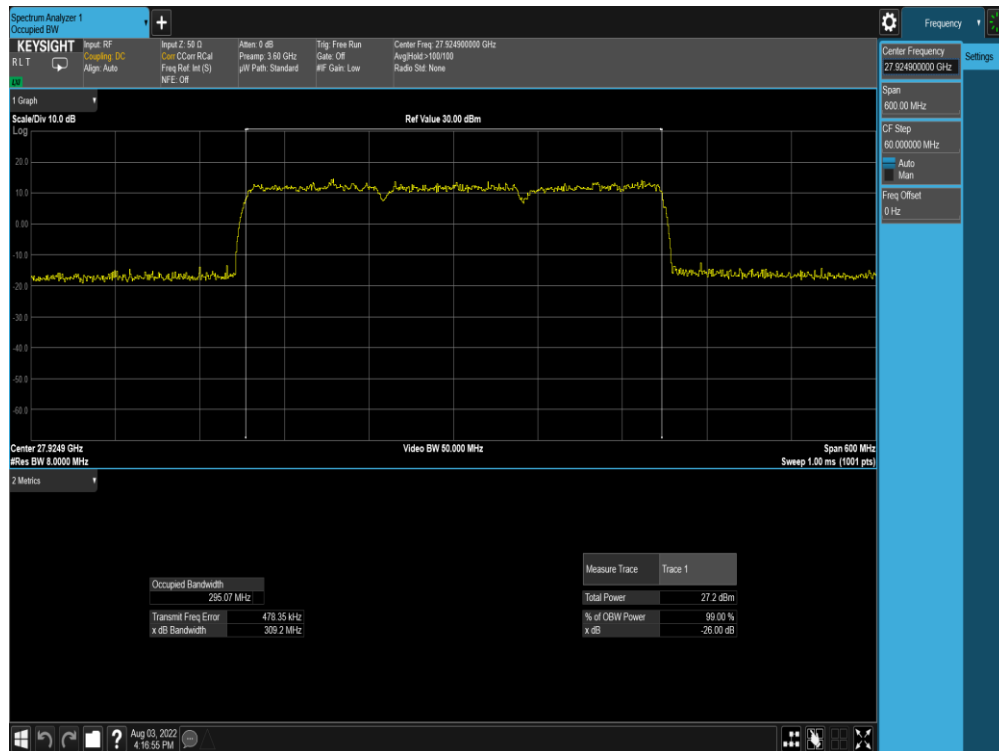 Spectrum Analyzer 1
Occupied BW
+
Frequency
KEYSIGHT
R L T
LXI
Input: RF
Coupling: DC
Align: Auto
Input Z: 50 Ω
Corr CCorr RCal
Freq Ref: Int (S)
NFE: Off
Atten: 0 dB
Preamp: 3.60 GHz
µW Path: Standard
Trig: Free Run
Gate: Off
#IF Gain: Low
Center Freq: 27.924900000 GHz
Avg|Hold:>100/100
Radio Std: None
Center Frequency
27.924900000 GHz
Settings
Span
600.00 MHz
CF Step
60.000000 MHz
Auto
Man
Freq Offset
0 Hz
1 Graph
Scale/Div 10.0 dB
Ref Value 30.00 dBm
Log
20.0
10.0
0.00
-10.0
-20.0
-30.0
-40.0
-50.0
-60.0
Center 27.9249 GHz
Video BW 50.000 MHz
Span 600 MHz
#Res BW 8.0000 MHz
Sweep 1.00 ms (1001 pts)
2 Metrics
Measure Trace Trace 1
Occupied Bandwidth
295.07 MHz
Total Power 27.2 dBm
Transmit Freq Error 478.35 kHz
% of OBW Power 99.00 %
x dB Bandwidth 309.2 MHz
x dB -26.00 dB
?
Aug 03, 2022
4:16:55 PM